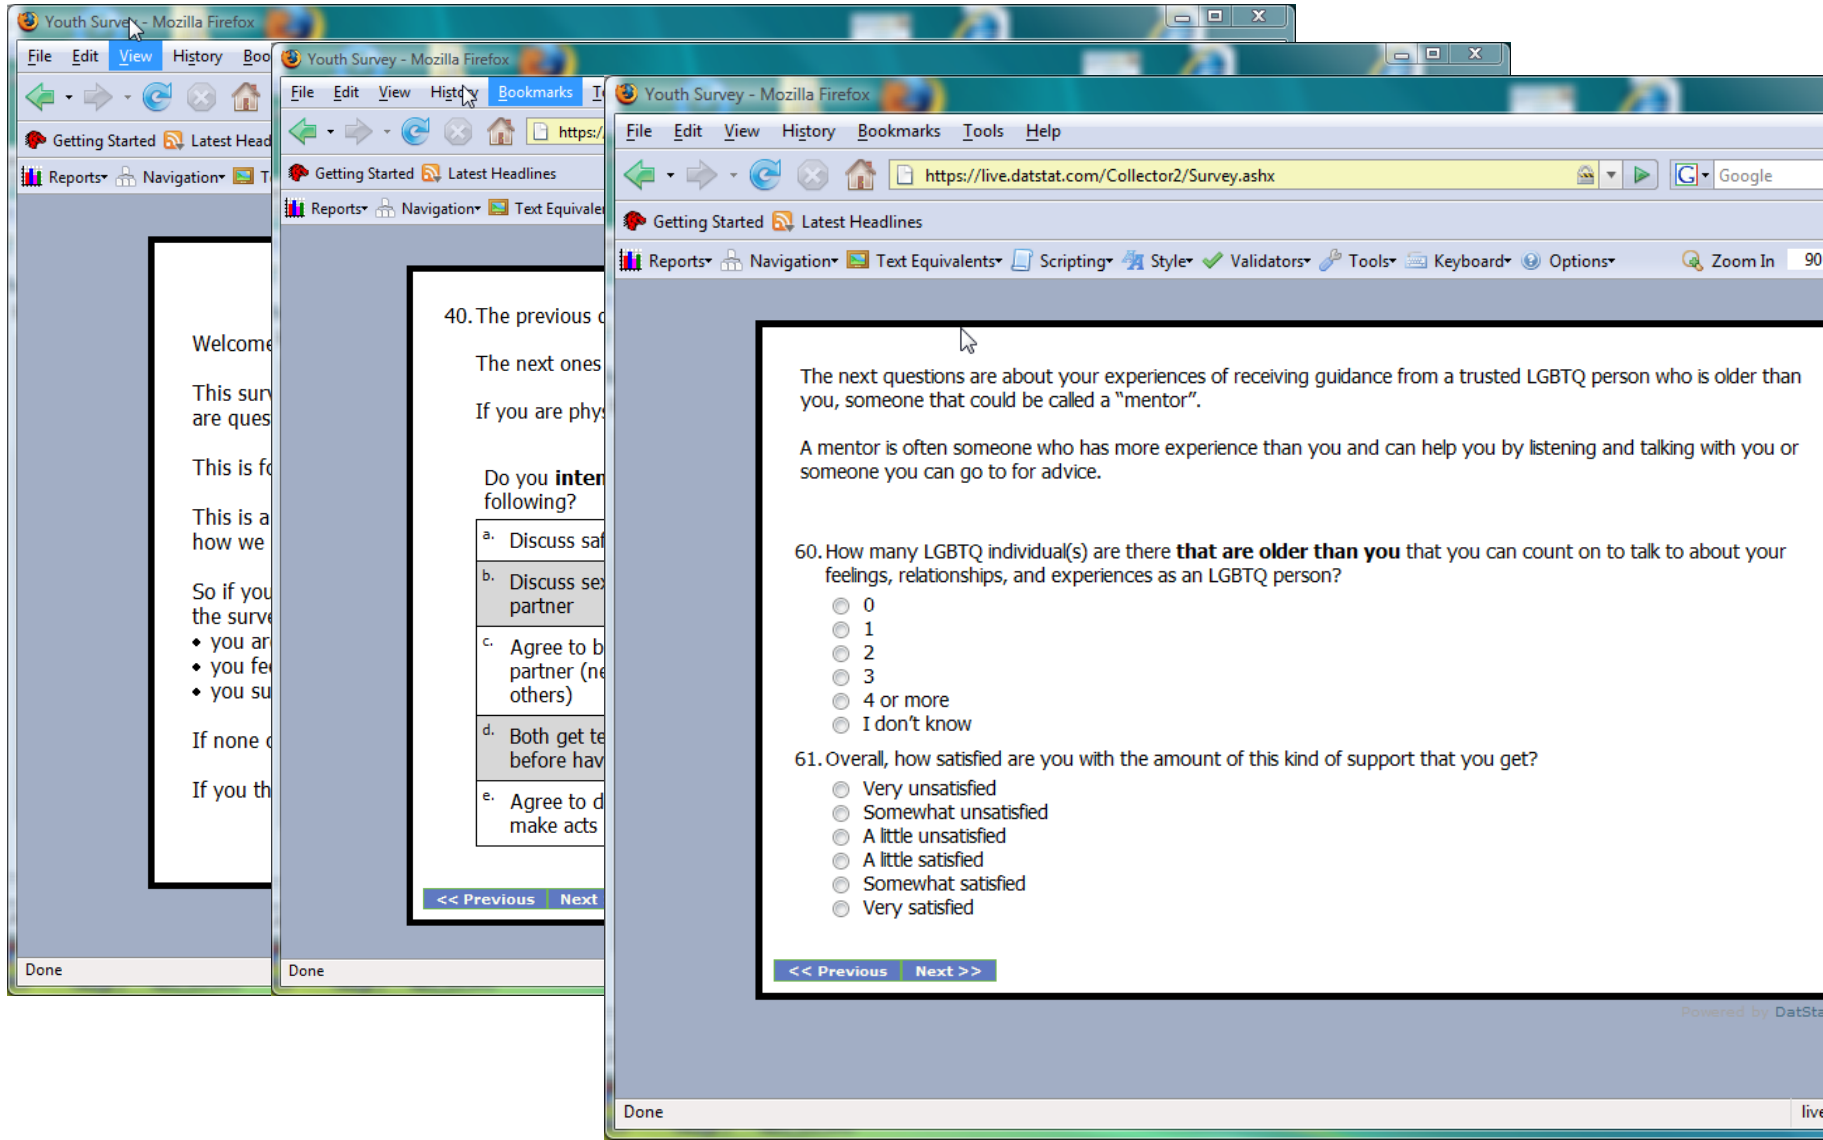 Youth Survey - Mozilla Firefox
File Edit View History Boo
Getting Started Latest Head
Reports Navigation T
Welcome
This surv
are ques
This is fo
This is a
how we
So if you
the surve
• you ar
• you fee
• you su
If none o
If you th
Done
Youth Survey - Mozilla Firefox
File Edit View History Bookmarks T
https:/
Getting Started Latest Headlines
Reports Navigation Text Equivale
40. The previous
The next ones
If you are phys
Do you inten
following?
a. Discuss saf
b. Discuss sex
partner
c. Agree to b
partner (ne
others)
d. Both get te
before hav
e. Agree to d
make acts
<< Previous Next
Done
Youth Survey - Mozilla Firefox
File Edit View History Bookmarks Tools Help
https://live.datstat.com/Collector2/Survey.ashx G Google
Getting Started Latest Headlines
Reports Navigation Text Equivalents Scripting Style Validators Tools Keyboard Options Zoom In 90
The next questions are about your experiences of receiving guidance from a trusted LGBTQ person who is older than
you, someone that could be called a “mentor”.
A mentor is often someone who has more experience than you and can help you by listening and talking with you or
someone you can go to for advice.
60. How many LGBTQ individual(s) are there that are older than you that you can count on to talk to about your
feelings, relationships, and experiences as an LGBTQ person?
0
1
2
3
4 or more
I don’t know
61. Overall, how satisfied are you with the amount of this kind of support that you get?
Very unsatisfied
Somewhat unsatisfied
A little unsatisfied
A little satisfied
Somewhat satisfied
Very satisfied
<< Previous Next >>
Powered by DatSta
Done live